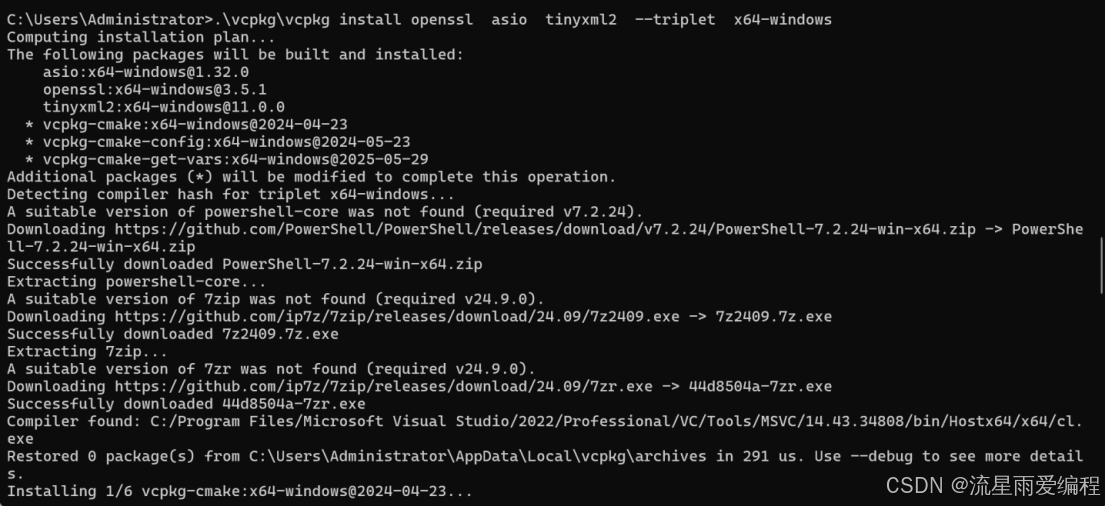 C:\Users\Administrator>.\vcpkg\vcpkg install openssl  asio  tinyxml2  --triplet  x64-windows
Computing installation plan...
The following packages will be built and installed:
    asio:x64-windows@1.32.0
    openssl:x64-windows@3.5.1
    tinyxml2:x64-windows@11.0.0
  * vcpkg-cmake:x64-windows@2024-04-23
  * vcpkg-cmake-config:x64-windows@2024-05-23
  * vcpkg-cmake-get-vars:x64-windows@2025-05-29
Additional packages (*) will be modified to complete this operation.
Detecting compiler hash for triplet x64-windows...
A suitable version of powershell-core was not found (required v7.2.24).
Downloading https://github.com/PowerShell/PowerShell/releases/download/v7.2.24/PowerShell-7.2.24-win-x64.zip -> PowerShe
ll-7.2.24-win-x64.zip
Successfully downloaded PowerShell-7.2.24-win-x64.zip
Extracting powershell-core...
A suitable version of 7zip was not found (required v24.9.0).
Downloading https://github.com/ip7z/7zip/releases/download/24.09/7z2409.exe -> 7z2409.7z.exe
Successfully downloaded 7z2409.7z.exe
Extracting 7zip...
A suitable version of 7zr was not found (required v24.9.0).
Downloading https://github.com/ip7z/7zip/releases/download/24.09/7zr.exe -> 44d8504a-7zr.exe
Successfully downloaded 44d8504a-7zr.exe
Compiler found: C:/Program Files/Microsoft Visual Studio/2022/Professional/VC/Tools/MSVC/14.43.34808/bin/Hostx64/x64/cl.
exe
Restored 0 package(s) from C:\Users\Administrator\AppData\Local\vcpkg\archives in 291 us. Use --debug to see more detail
s.
Installing 1/6 vcpkg-cmake:x64-windows@2024-04-23...
CSDN @流星雨爱编程